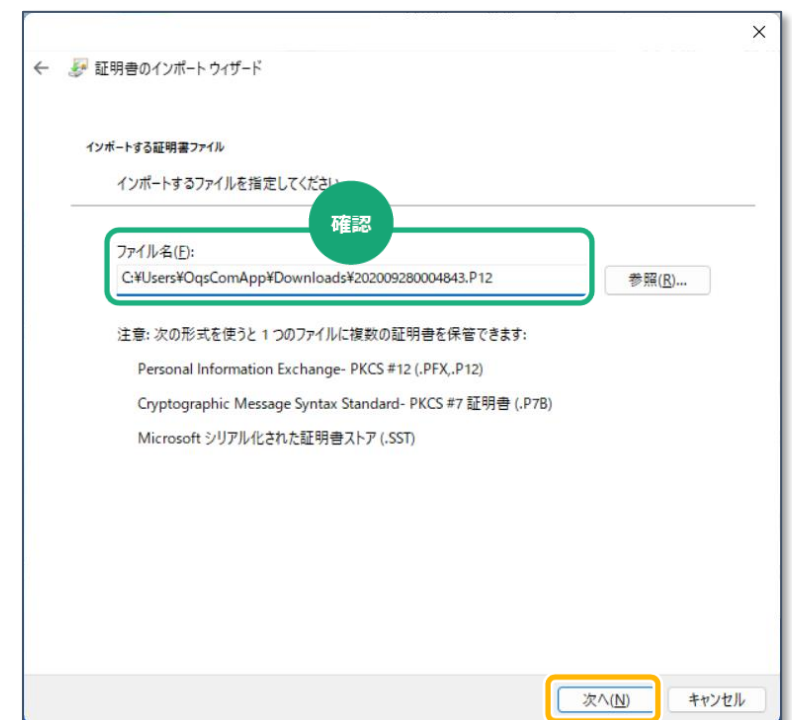 証明書のインポート ウィザード
インポートする証明書ファイル
インポートするファイルを指定してください
確認
ファイル名(F):
C:¥Users¥OqsComApp¥Downloads¥202009280004843.P12
参照(R)...
注意: 次の形式を使うと 1 つのファイルに複数の証明書を保管できます:
Personal Information Exchange- PKCS #12 (.PFX,.P12)
Cryptographic Message Syntax Standard- PKCS #7 証明書 (.P7B)
Microsoft シリアル化された証明書ストア (.SST)
次へ(N)
キャンセル